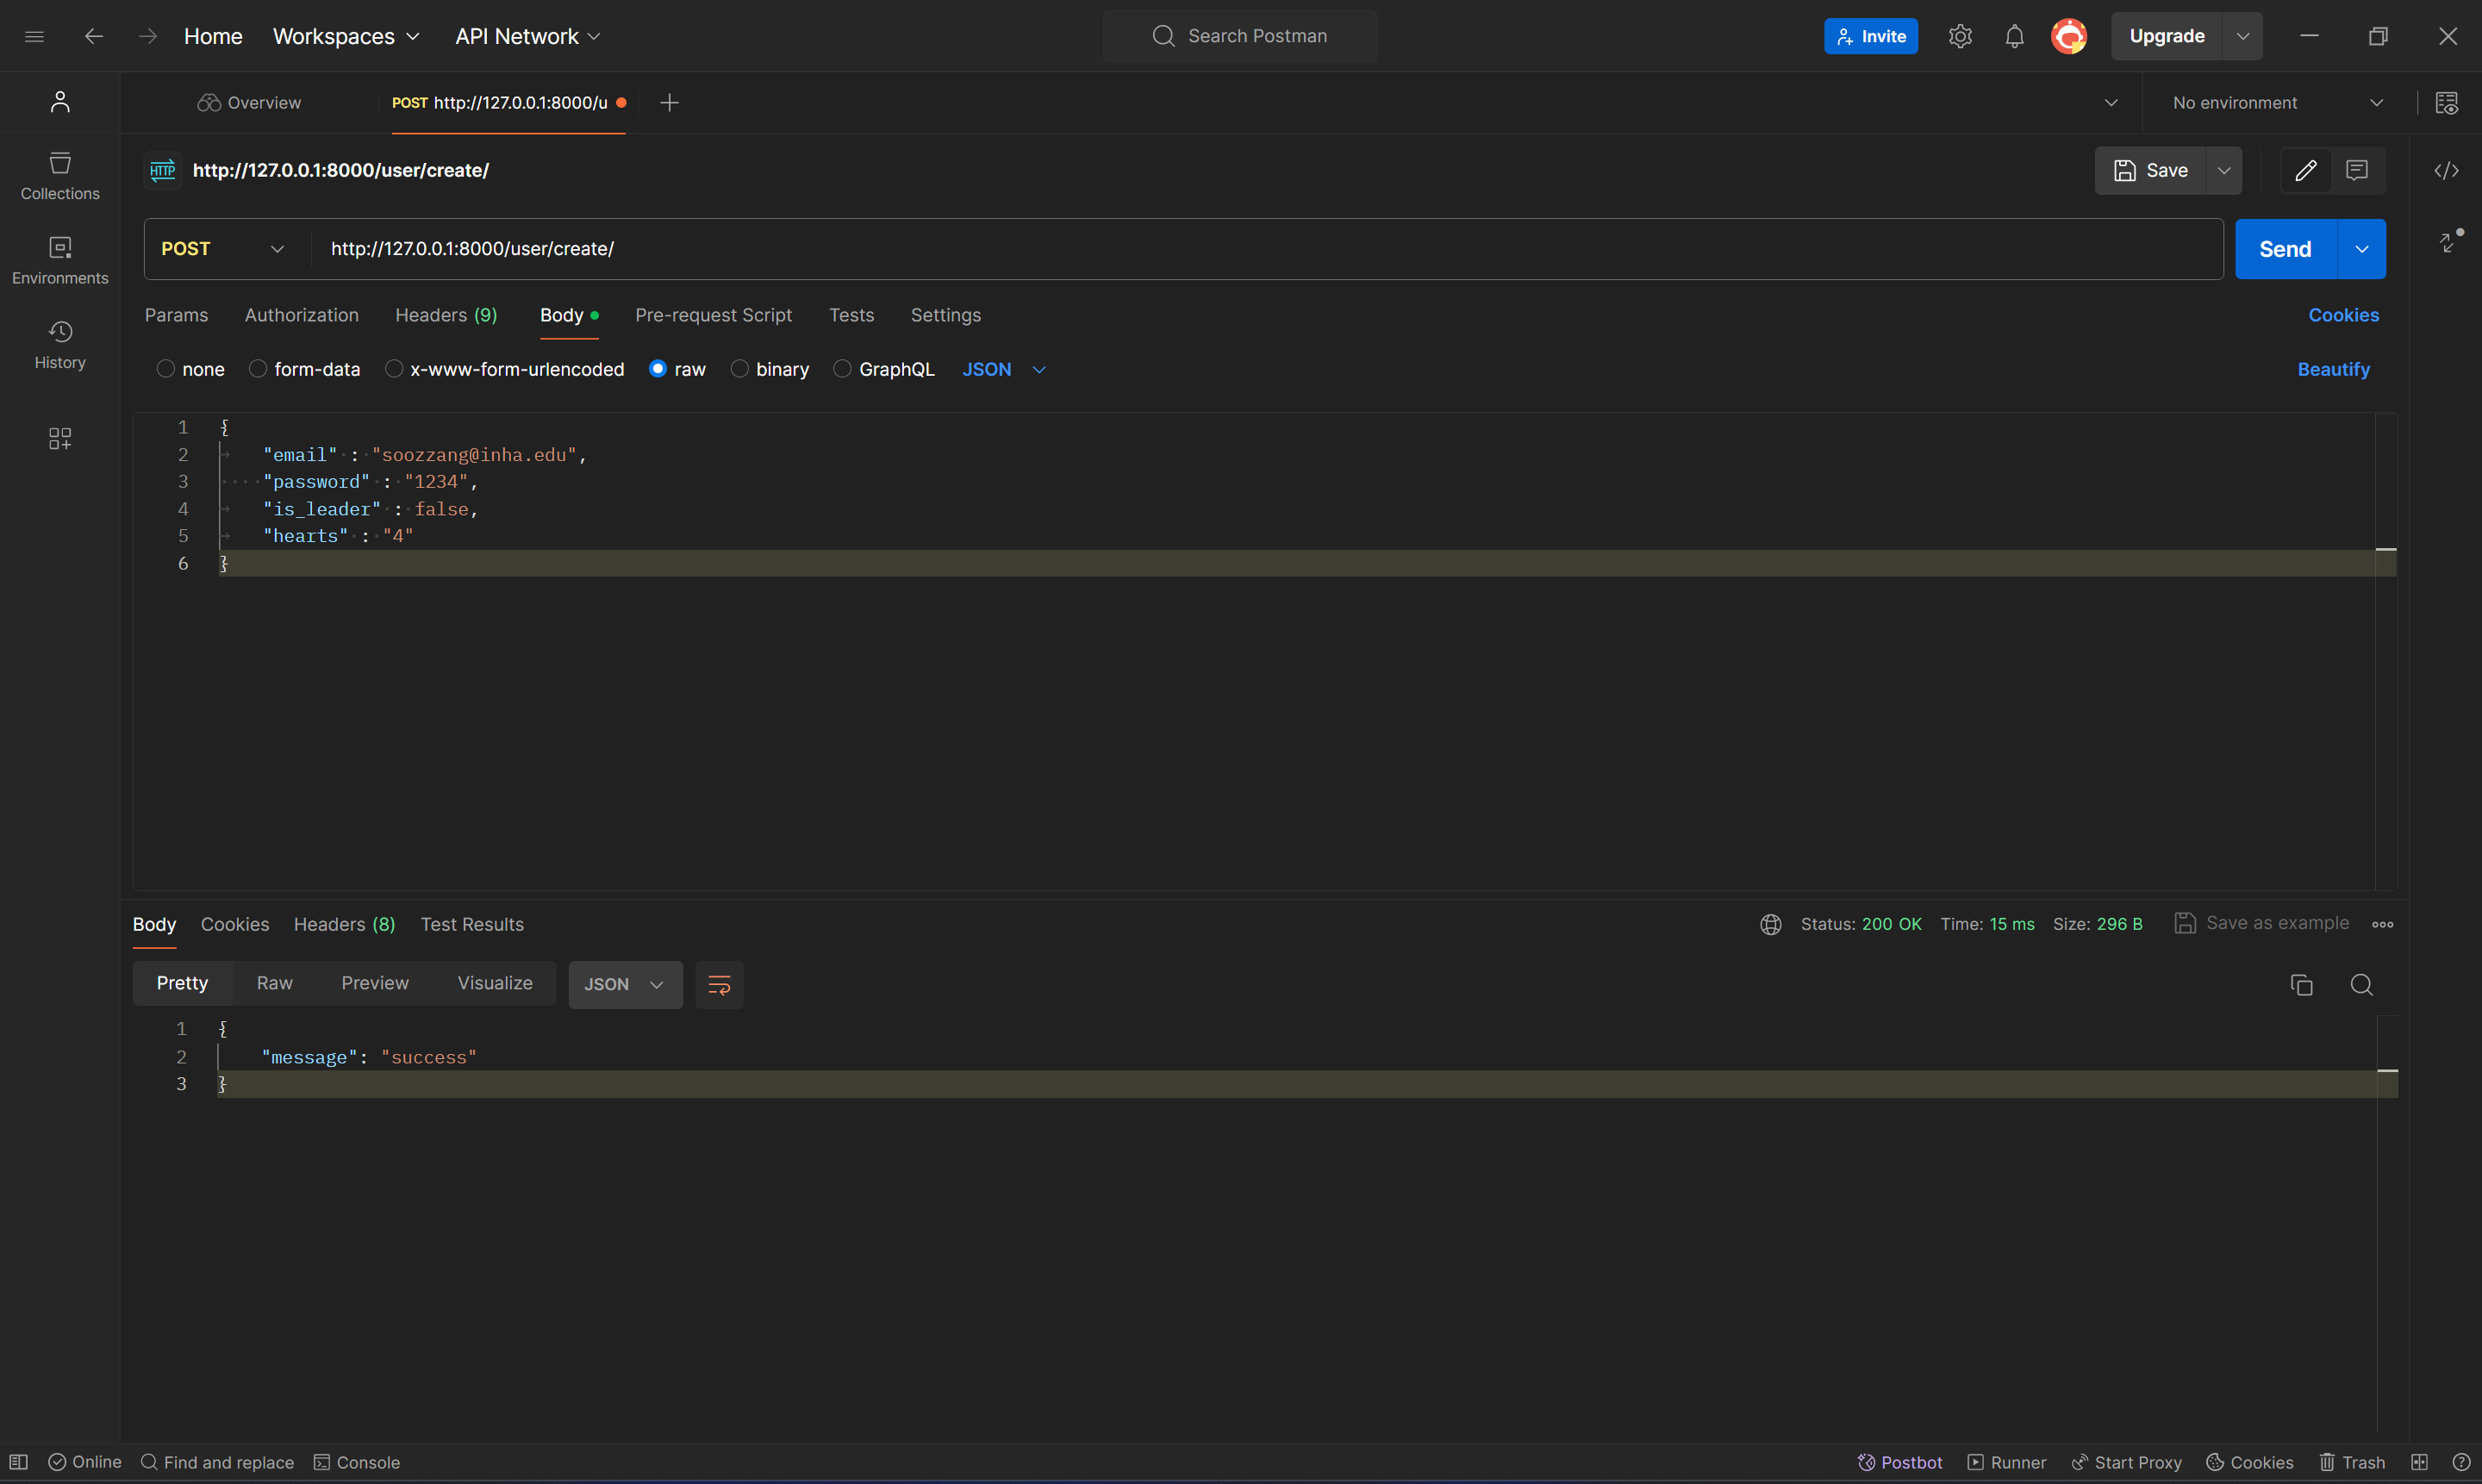 Home Workspaces API Network Search Postman Invite Upgrade
Overview POST http://127.0.0.1:8000/u No environment
HTTP http://127.0.0.1:8000/user/create/ Save
Collections
POST http://127.0.0.1:8000/user/create/ Send
Environments
Params Authorization Headers (9) Body Pre-request Script Tests Settings Cookies
History
none form-data x-www-form-urlencoded raw binary GraphQL JSON Beautify
1 {
2 "email" : "soozzang@inha.edu",
3 "password" : "1234",
4 "is_leader" : false,
5 "hearts" : "4"
6 }
Body Cookies Headers (8) Test Results Status: 200 OK Time: 15 ms Size: 296 B Save as example
Pretty Raw Preview Visualize JSON
1 {
2 "message": "success"
3 }
Online Find and replace Console Postbot Runner Start Proxy Cookies Trash